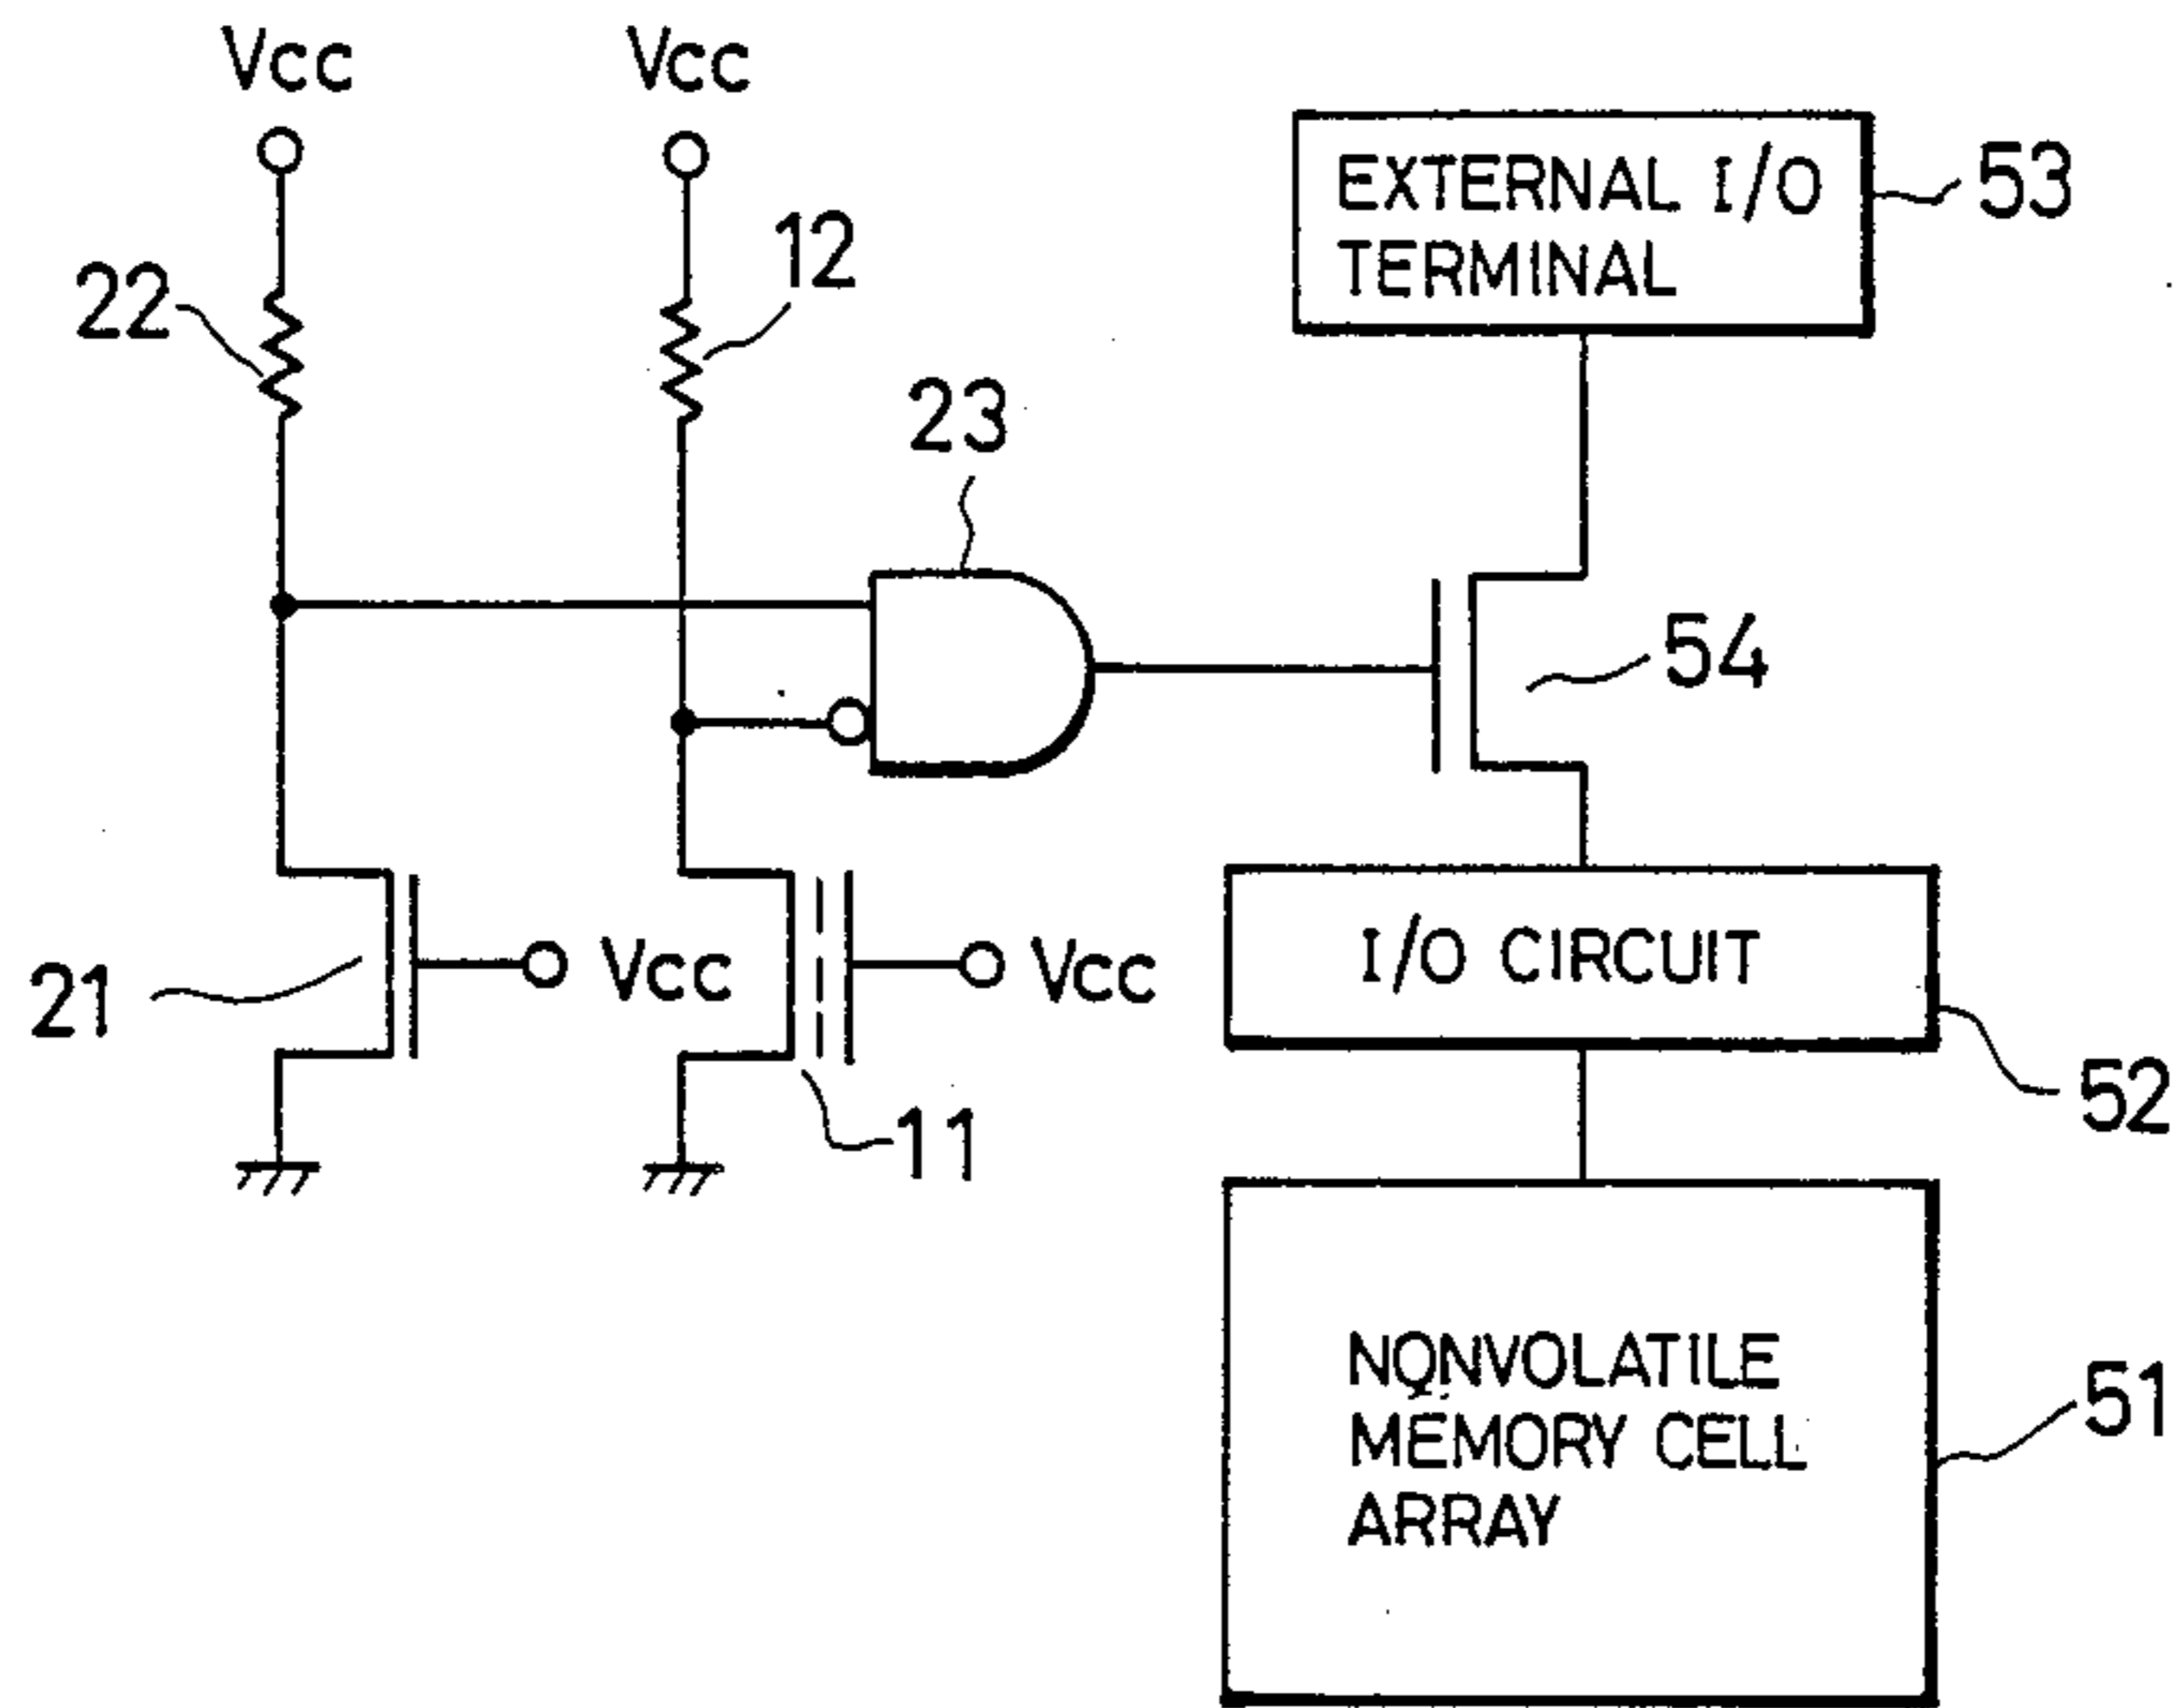 Vcc
Vcc
EXTERNAL I/O
TERMINAL
53
12
22
23
54
21
Vcc
Vcc
I/O CIRCUIT
52
11
NONVOLATILE
MEMORY CELL
ARRAY
51